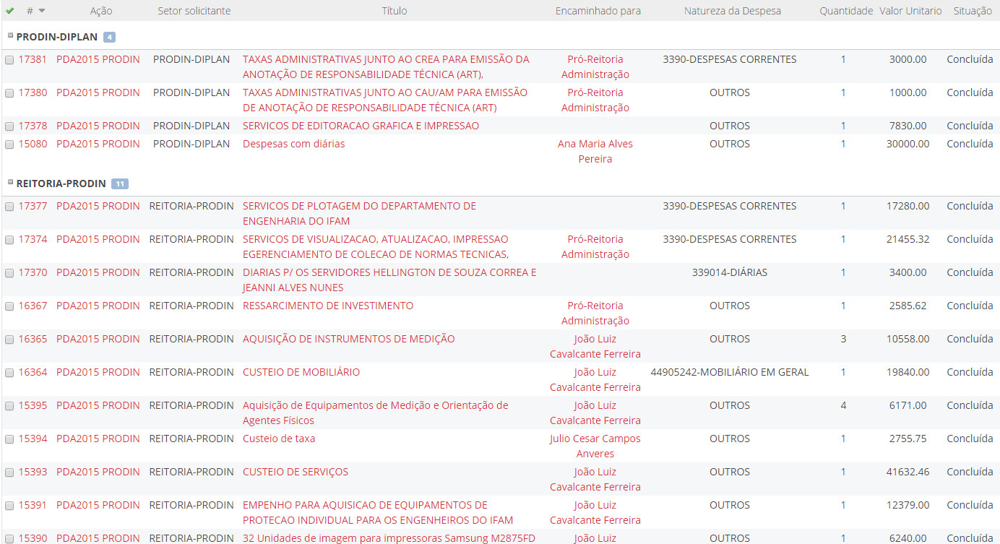 # Ação Setor solicitante Título Encaminhado para Natureza da Despesa Quantidade Valor Unitario Situação
PRODIN-DIPLAN 4
17381 PDA2015 PRODIN PRODIN-DIPLAN TAXAS ADMINISTRATIVAS JUNTO AO CREA PARA EMISSÃO DA Pró-Reitoria 3390-DESPESAS CORRENTES 1 3000.00 Concluída
ANOTAÇÃO DE RESPONSABILIDADE TÉCNICA (ART), Administração
17380 PDA2015 PRODIN PRODIN-DIPLAN TAXAS ADMINISTRATIVAS JUNTO AO CAU/AM PARA EMISSÃO Pró-Reitoria OUTROS 1 1000.00 Concluída
DE ANOTAÇÃO DE RESPONSABILIDADE TÉCNICA (ART) Administração
17378 PDA2015 PRODIN PRODIN-DIPLAN SERVICOS DE EDITORACAO GRAFICA E IMPRESSAO OUTROS 1 7830.00 Concluída
15080 PDA2015 PRODIN PRODIN-DIPLAN Despesas com diárias Ana Maria Alves OUTROS 1 30000.00 Concluída
Pereira
REITORIA-PRODIN 11
17377 PDA2015 PRODIN REITORIA-PRODIN SERVICOS DE PLOTAGEM DO DEPARTAMENTO DE 3390-DESPESAS CORRENTES 1 17280.00 Concluída
ENGENHARIA DO IFAM
17374 PDA2015 PRODIN REITORIA-PRODIN SERVICOS DE VISUALIZACAO, ATUALIZACAO, IMPRESSAO Pró-Reitoria 3390-DESPESAS CORRENTES 1 21455.32 Concluída
EGERENCIAMENTO DE COLECAO DE NORMAS TECNICAS, Administração
17370 PDA2015 PRODIN REITORIA-PRODIN DIARIAS P/ OS SERVIDORES HELLINGTON DE SOUZA CORREA E 339014-DIÁRIAS 1 3400.00 Concluída
JEANNI ALVES NUNES
16367 PDA2015 PRODIN REITORIA-PRODIN RESSARCIMENTO DE INVESTIMENTO Pró-Reitoria OUTROS 1 2585.62 Concluída
Administração
16365 PDA2015 PRODIN REITORIA-PRODIN AQUISIÇÃO DE INSTRUMENTOS DE MEDIÇÃO João Luiz OUTROS 3 10558.00 Concluída
Cavalcante Ferreira
16364 PDA2015 PRODIN REITORIA-PRODIN CUSTEIO DE MOBILIÁRIO João Luiz 44905242-MOBILIÁRIO EM GERAL 1 19840.00 Concluída
Cavalcante Ferreira
15395 PDA2015 PRODIN REITORIA-PRODIN Aquisição de Equipamentos de Medição e Orientação de João Luiz OUTROS 4 6171.00 Concluída
Agentes Físicos Cavalcante Ferreira
15394 PDA2015 PRODIN REITORIA-PRODIN Custeio de taxa Julio Cesar Campos OUTROS 1 2755.75 Concluída
Anveres
15393 PDA2015 PRODIN REITORIA-PRODIN CUSTEIO DE SERVIÇOS João Luiz OUTROS 1 41632.46 Concluída
Cavalcante Ferreira
15391 PDA2015 PRODIN REITORIA-PRODIN EMPENHO PARA AQUISICAO DE EQUIPAMENTOS DE João Luiz OUTROS 1 12379.00 Concluída
PROTECAO INDIVIDUAL PARA OS ENGENHEIROS DO IFAM Cavalcante Ferreira
15390 PDA2015 PRODIN REITORIA-PRODIN 32 Unidades de imagem para impressoras Samsung M2875FD João Luiz OUTROS 1 6240.00 Concluída